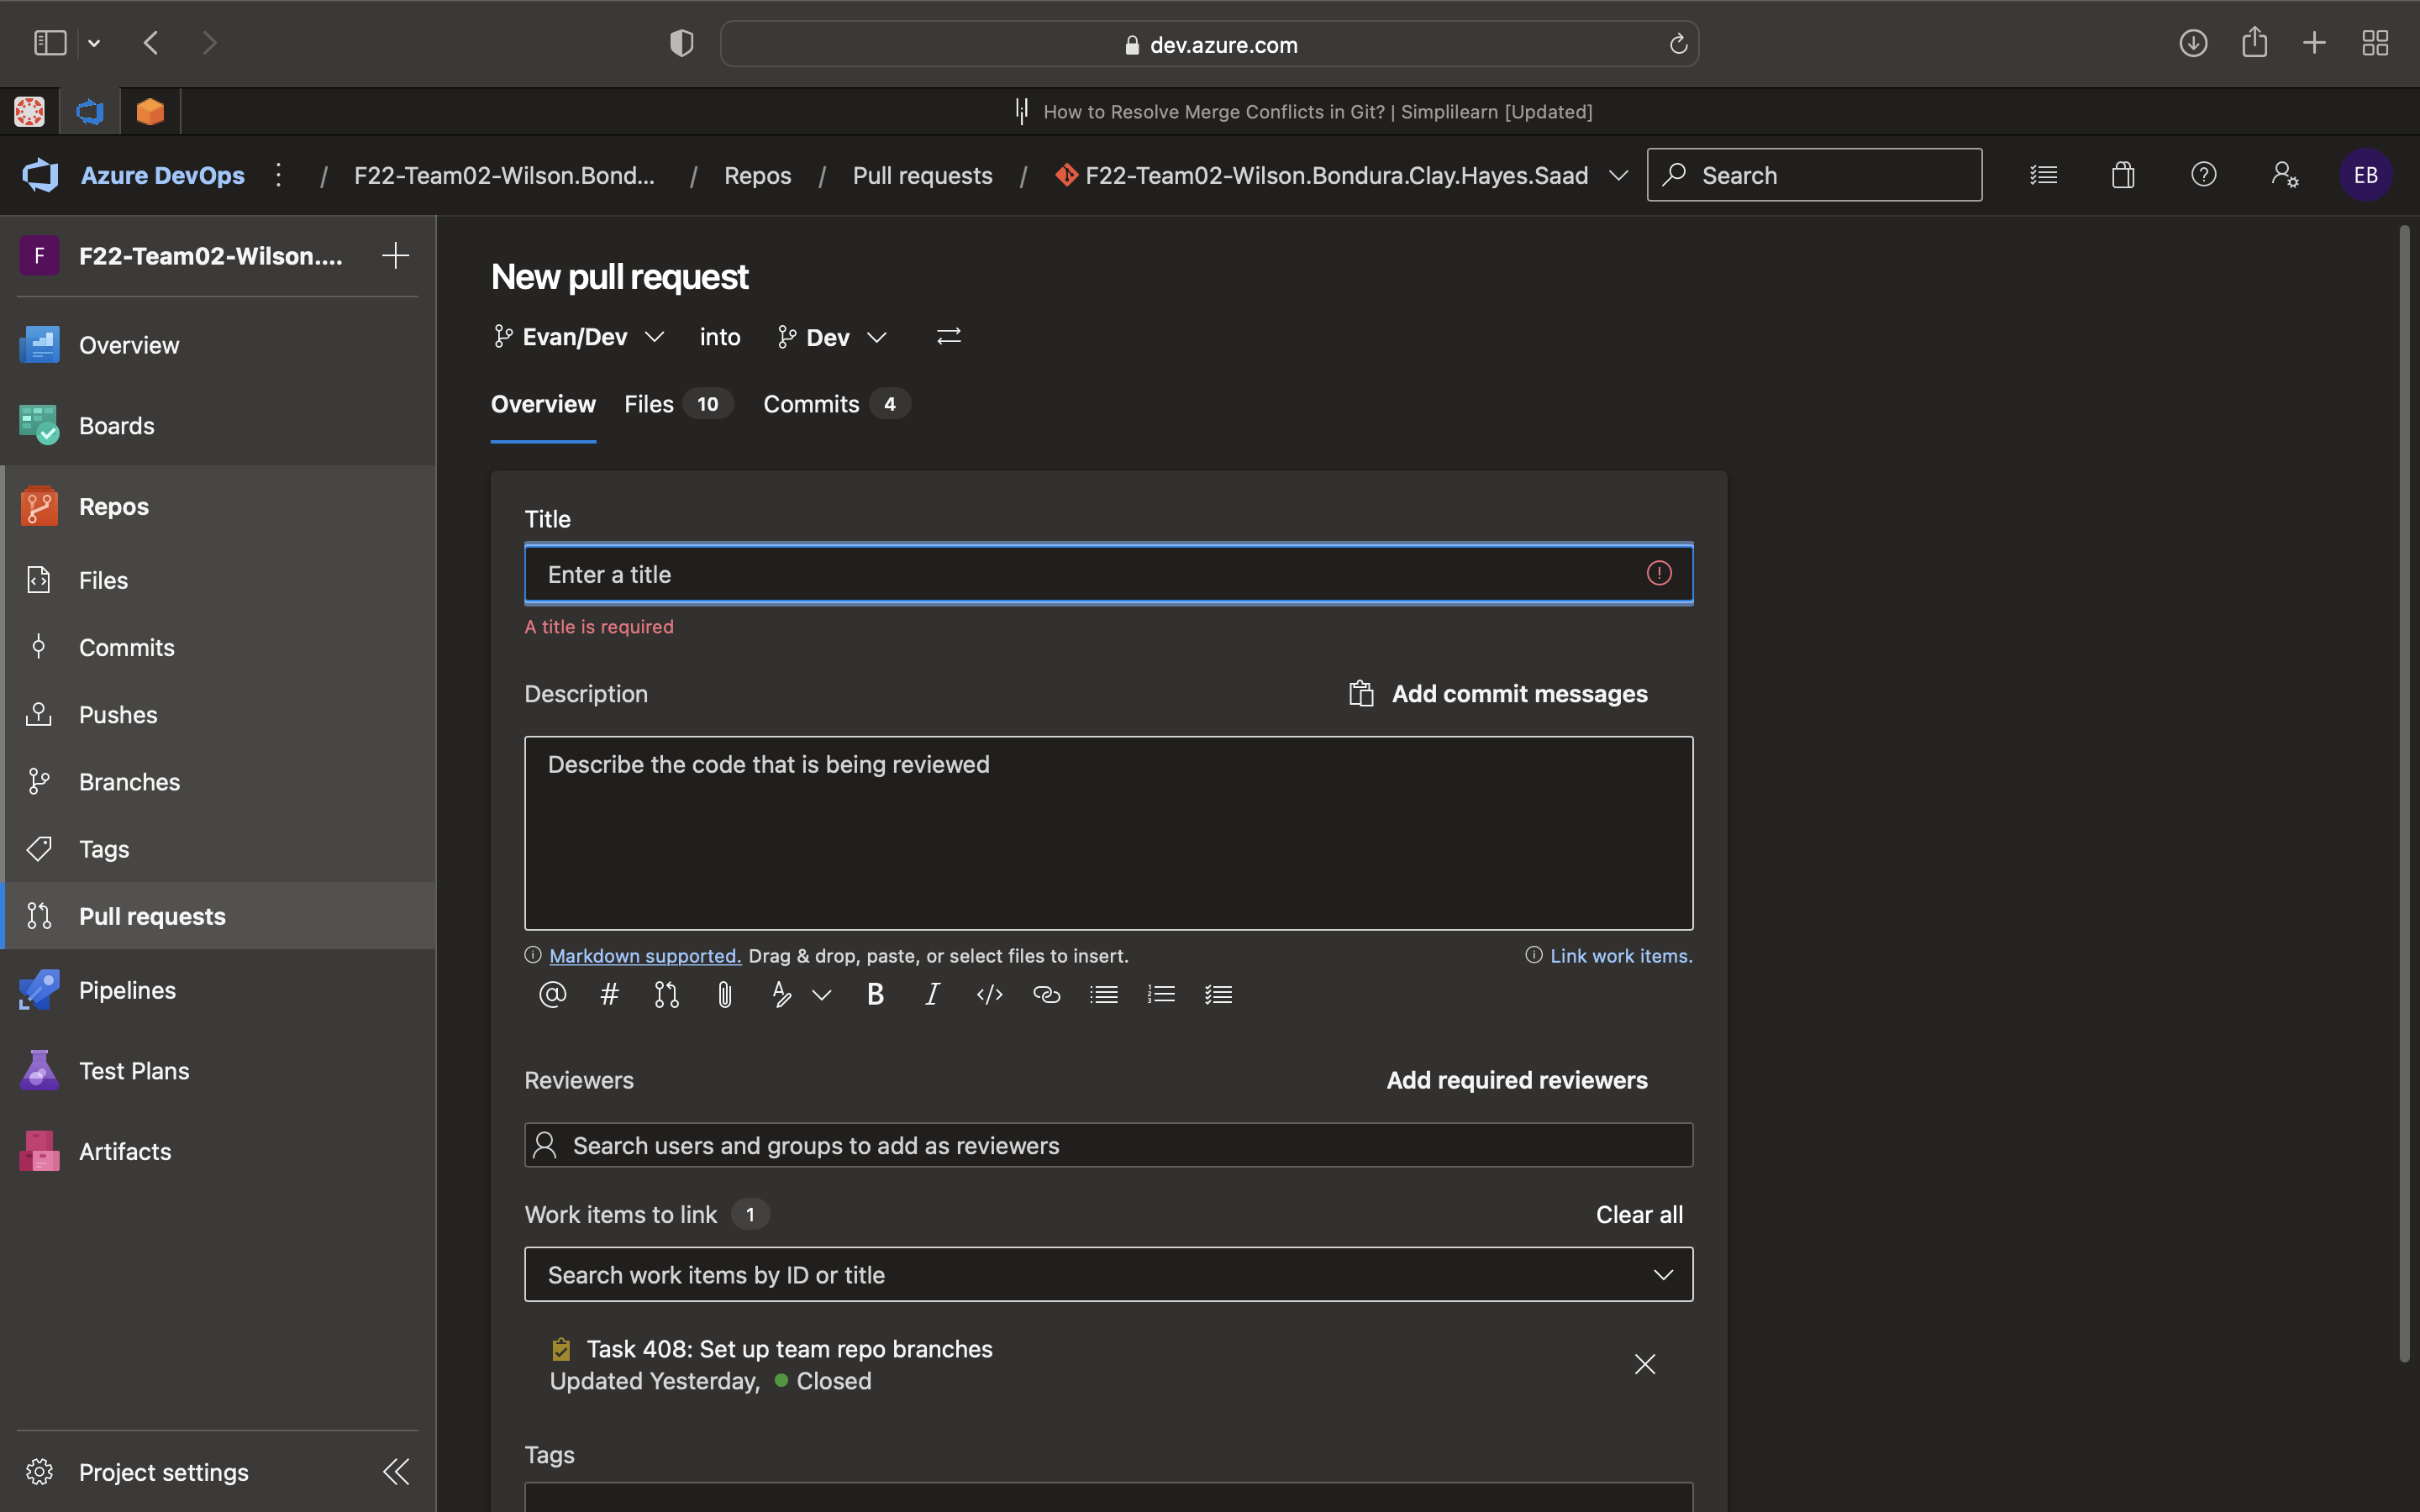 dev.azure.com
How to Resolve Merge Conflicts in Git? | Simplilearn [Updated]
Azure DevOps / F22-Team02-Wilson.Bond... / Repos / Pull requests / F22-Team02-Wilson.Bondura.Clay.Hayes.Saad
Search
EB
F F22-Team02-Wilson....
Overview
Boards
Repos
Files
Commits
Pushes
Branches
Tags
Pull requests
Pipelines
Test Plans
Artifacts
Project settings
New pull request
Evan/Dev into Dev
Overview Files 10 Commits 4
Title
Enter a title
A title is required
Description Add commit messages
Describe the code that is being reviewed
Markdown supported. Drag & drop, paste, or select files to insert. Link work items.
Reviewers Add required reviewers
Search users and groups to add as reviewers
Work items to link 1 Clear all
Search work items by ID or title
Task 408: Set up team repo branches
Updated Yesterday, Closed
Tags